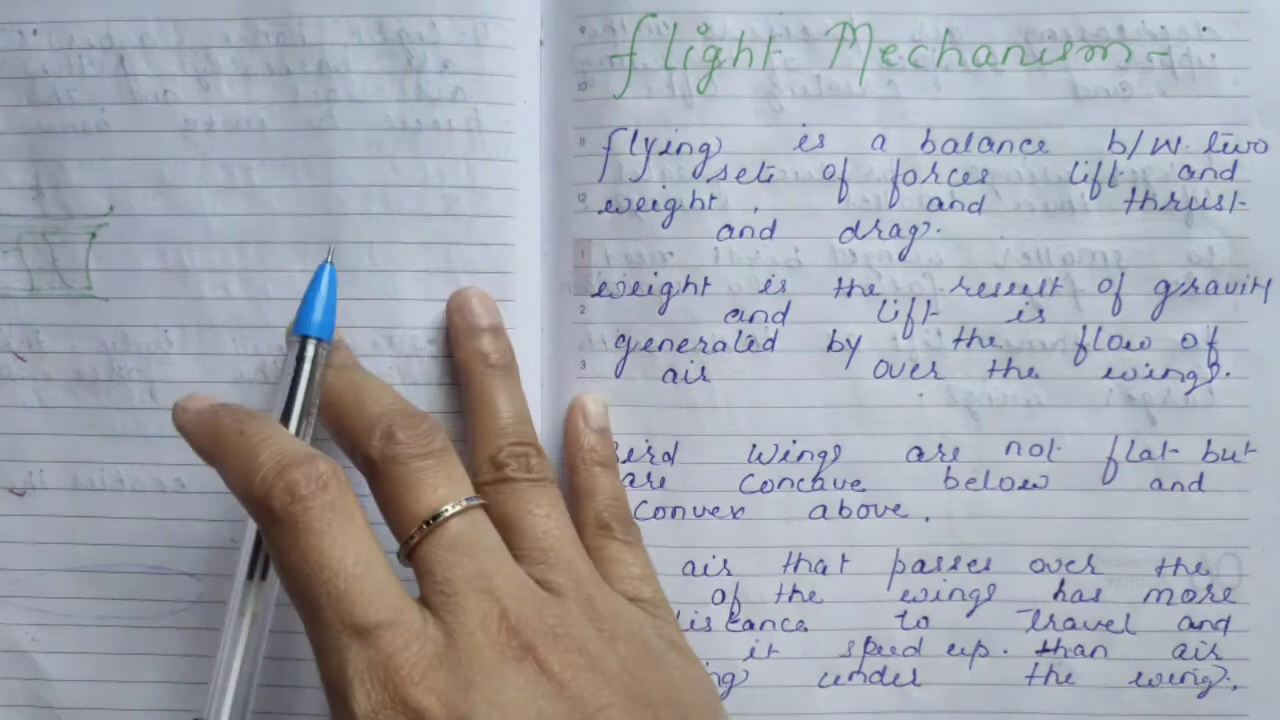 flight Mechanism -
flying is a balance b/w. two
sets of forces lift and
weight, and thrust
and drag.
weight is the result of gravity
and lift is
generated by the flow of
air over the wings.
wings are not flat but
are concave below and
convex above.
air that passes over the
of the wings has more
distance to travel and
it speed up. than air
under the wing.